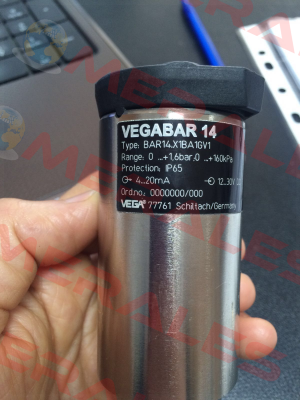 VEGABAR 14
Type: BAR14.X1BA1GV1
Range: 0 ...+1,6bar:0 ..+160kPa
Protection: IP65
4...20mA 12..30V
Ord.no: 0000000/000
VEGA 77761 Schiltach/Germany